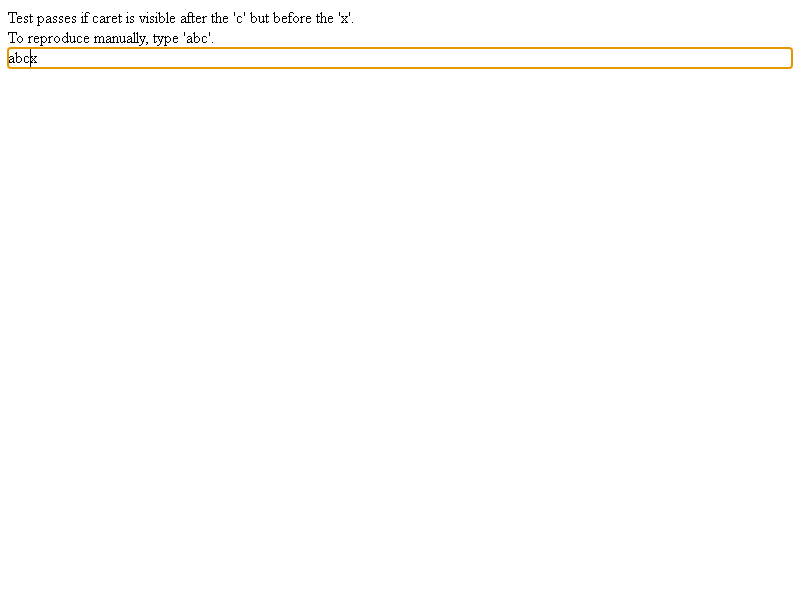 Test passes if caret is visible after the 'c' but before the 'x'.
To reproduce manually, type 'abc'.
abcx